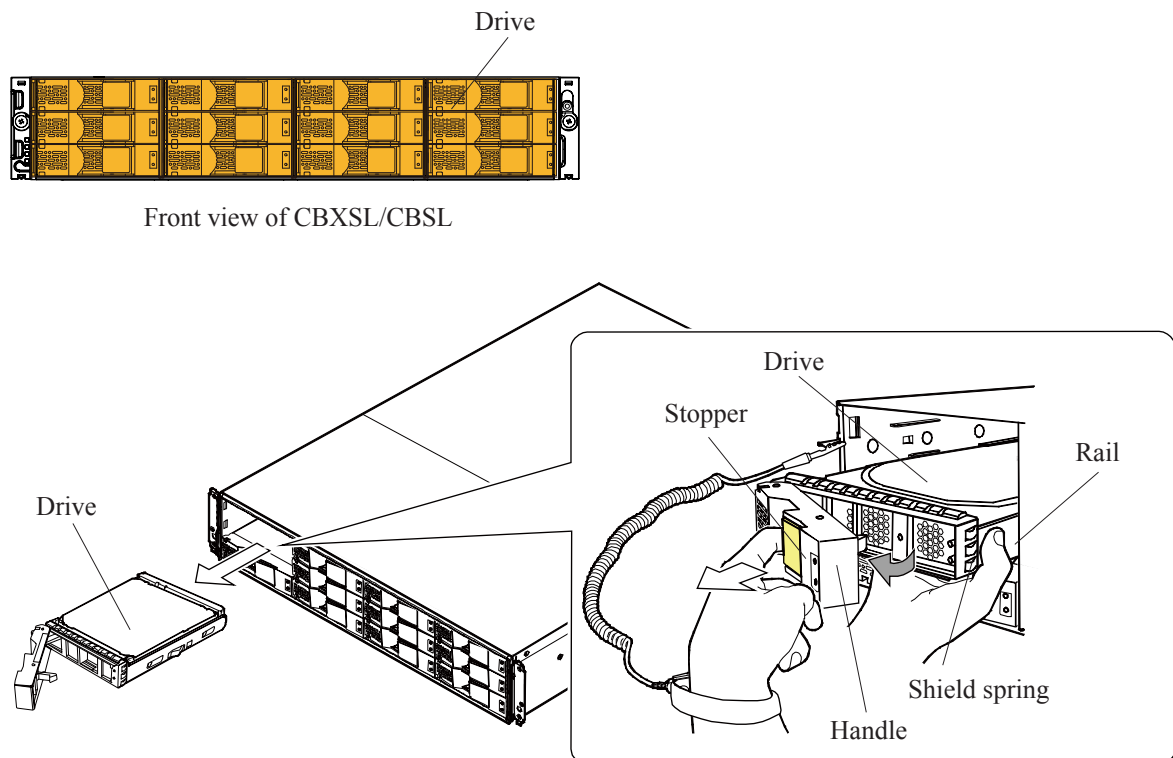 Drive
Front view of CBXSL/CBSL
Drive
Stopper
Rail
Drive
Shield spring
Handle